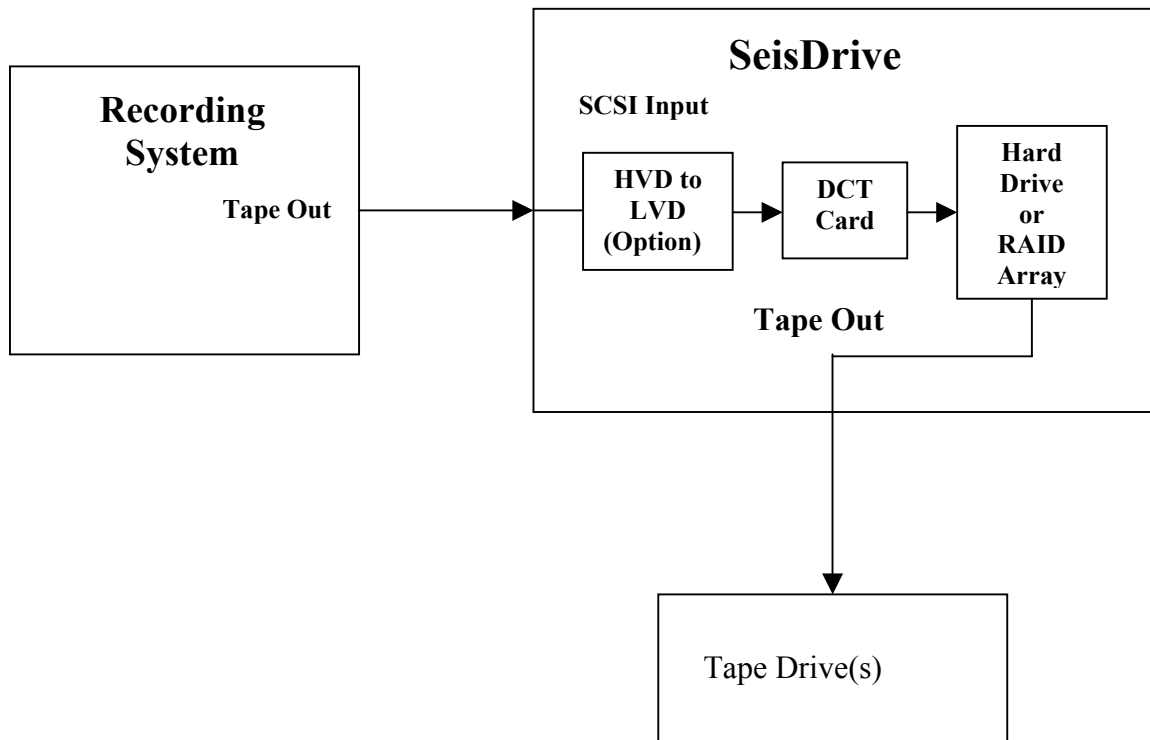 Recording
System
Tape Out
SeisDrive
SCSI Input
HVD to
LVD
(Option)
DCT
Card
Hard
Drive
or
RAID
Array
Tape Out
Tape Drive(s)